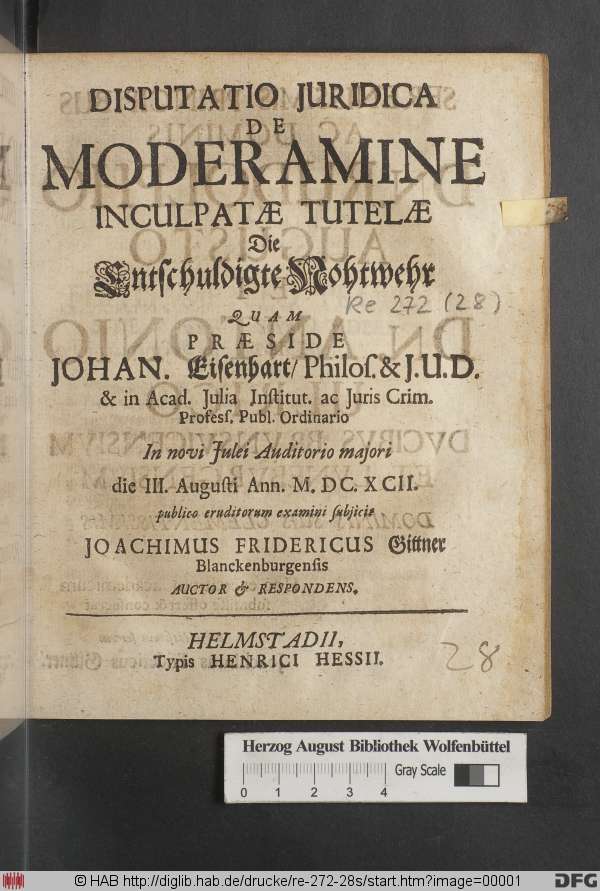 DISPUTATIO JURIDICA
DE
MODERAMINE
INCULPATÆ TUTELÆ
Die
Entschuldigte Nohtwehr
Re 272 (28)
QUAM
PRÆSIDE
JOHAN. Eisenhart/ Philos. & J.U.D.
& in Acad. Julia Institut. ac Juris Crim.
Profess. Publ. Ordinario
In novi Julei Auditorio majori
die III. Augusti Ann. M. DC. XCII.
publico eruditorum examini subjicit
JOACHIMUS FRIDERICUS Gittner
Blanckenburgensis
AUCTOR & RESPONDENS.
HELMSTADII,
Typis HENRICI HESSII.
28
Herzog August Bibliothek Wolfenbüttel
Gray Scale
0 1 2 3 4
© HAB http://diglib.hab.de/drucke/re-272-28s/start.htm?image=00001
DFG